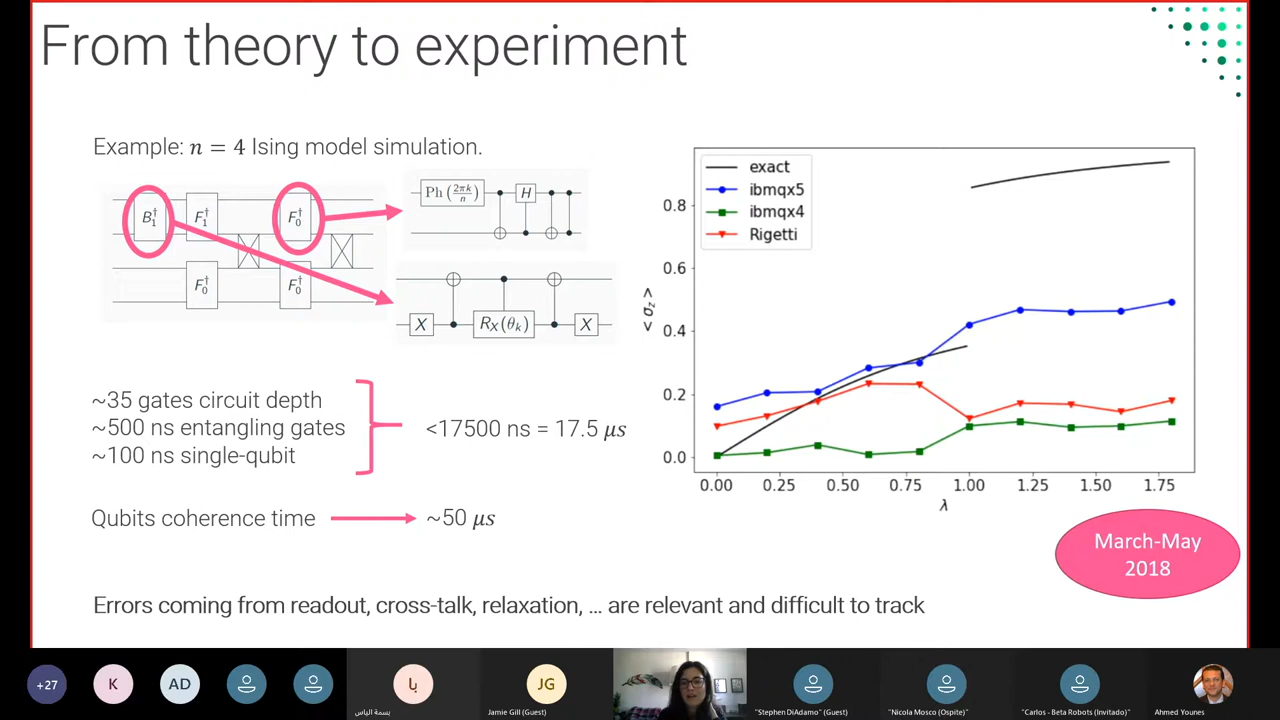 From theory to experiment
Example: n = 4 Ising model simulation.
B₁† F₁† F₀†
F₀† F₀†
Ph(2πk/n) H
X Rₓ(θₖ) X
~35 gates circuit depth
~500 ns entangling gates
~100 ns single-qubit
<17500 ns = 17.5 μs
Qubits coherence time
~50 μs
exact
ibmqx5
ibmqx4
Rigetti
< σz >
0.8
0.6
0.4
0.2
0.0
0.00 0.25 0.50 0.75 1.00 1.25 1.50 1.75
λ
March-May
2018
Errors coming from readout, cross-talk, relaxation, ... are relevant and difficult to track
+27 K AD با JG
بسمة الياس
Jamie Gill (Guest)
"Stephen DiAdamo" (Guest)
"Nicola Mosco (Ospite)"
"Carlos - Beta Robots (Invitado)"
Ahmed Younes